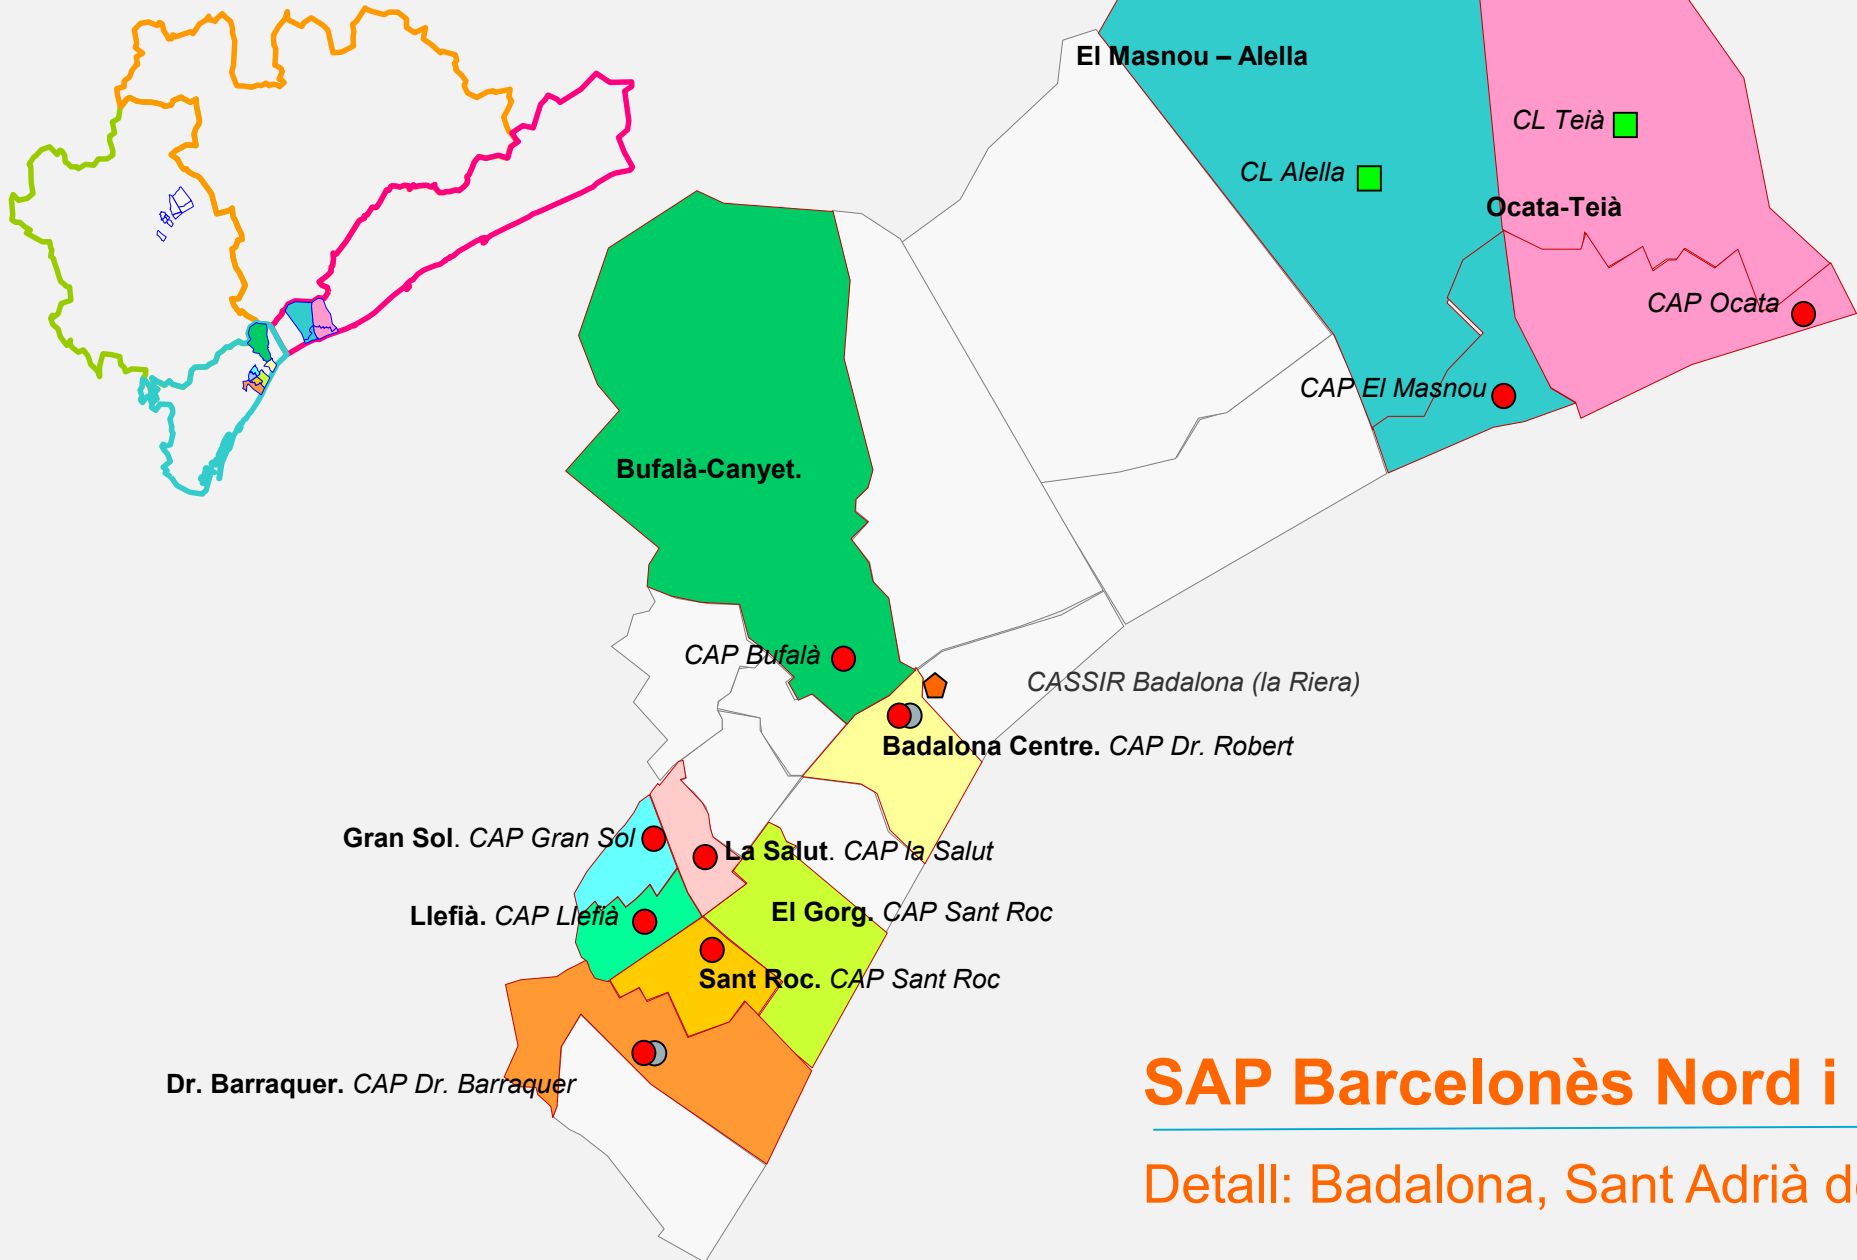 El Masnou – Alella
CL Teià
CL Alella
Ocata-Teià
CAP Ocata
CAP El Masnou
Bufalà-Canyet.
CAP Bufalà
CASSIR Badalona (la Riera)
Badalona Centre. CAP Dr. Robert
Gran Sol. CAP Gran Sol
La Salut. CAP la Salut
Llefià. CAP Llefià
El Gorg. CAP Sant Roc
Sant Roc. CAP Sant Roc
Dr. Barraquer. CAP Dr. Barraquer
SAP Barcelonès Nord i
Detall: Badalona, Sant Adrià